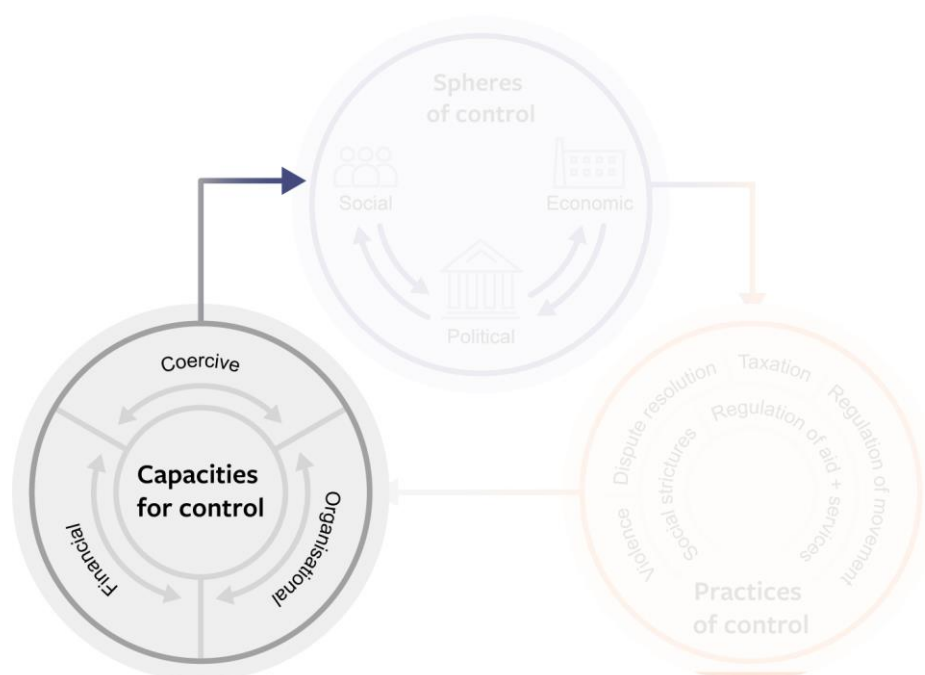 Spheres
of control
Social
Economic
Political
Coercive
Financial
Organisational
Capacities
for control
Violence
Dispute resolution
Taxation
Regulation of movement
Social strictures
Regulation of aid + services
Practices
of control